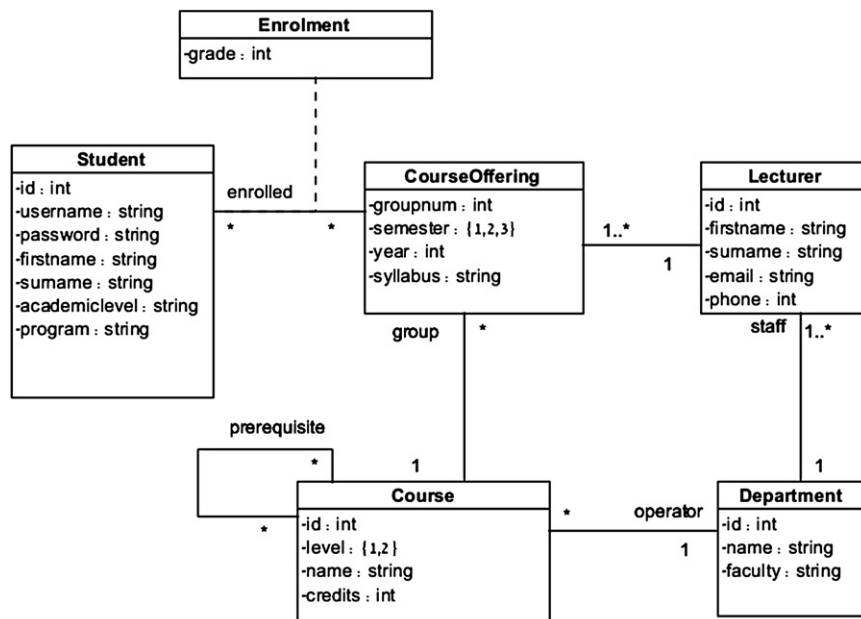 Enrolment
-grade : int
Student
-id : int
-username : string
-password : string
-firstname : string
-surname : string
-academiclevel : string
-program : string
enrolled
*
*
CourseOffering
-groupnum : int
-semester : {1,2,3}
-year : int
-syllabus : string
1..*
1
Lecturer
-id : int
-firstname : string
-surname : string
-email : string
-phone : int
group
*
staff
1..*
prerequisite
*
*
1
1
Course
-id : int
-level : {1,2}
-name : string
-credits : int
*
operator
1
Department
-id : int
-name : string
-faculty : string